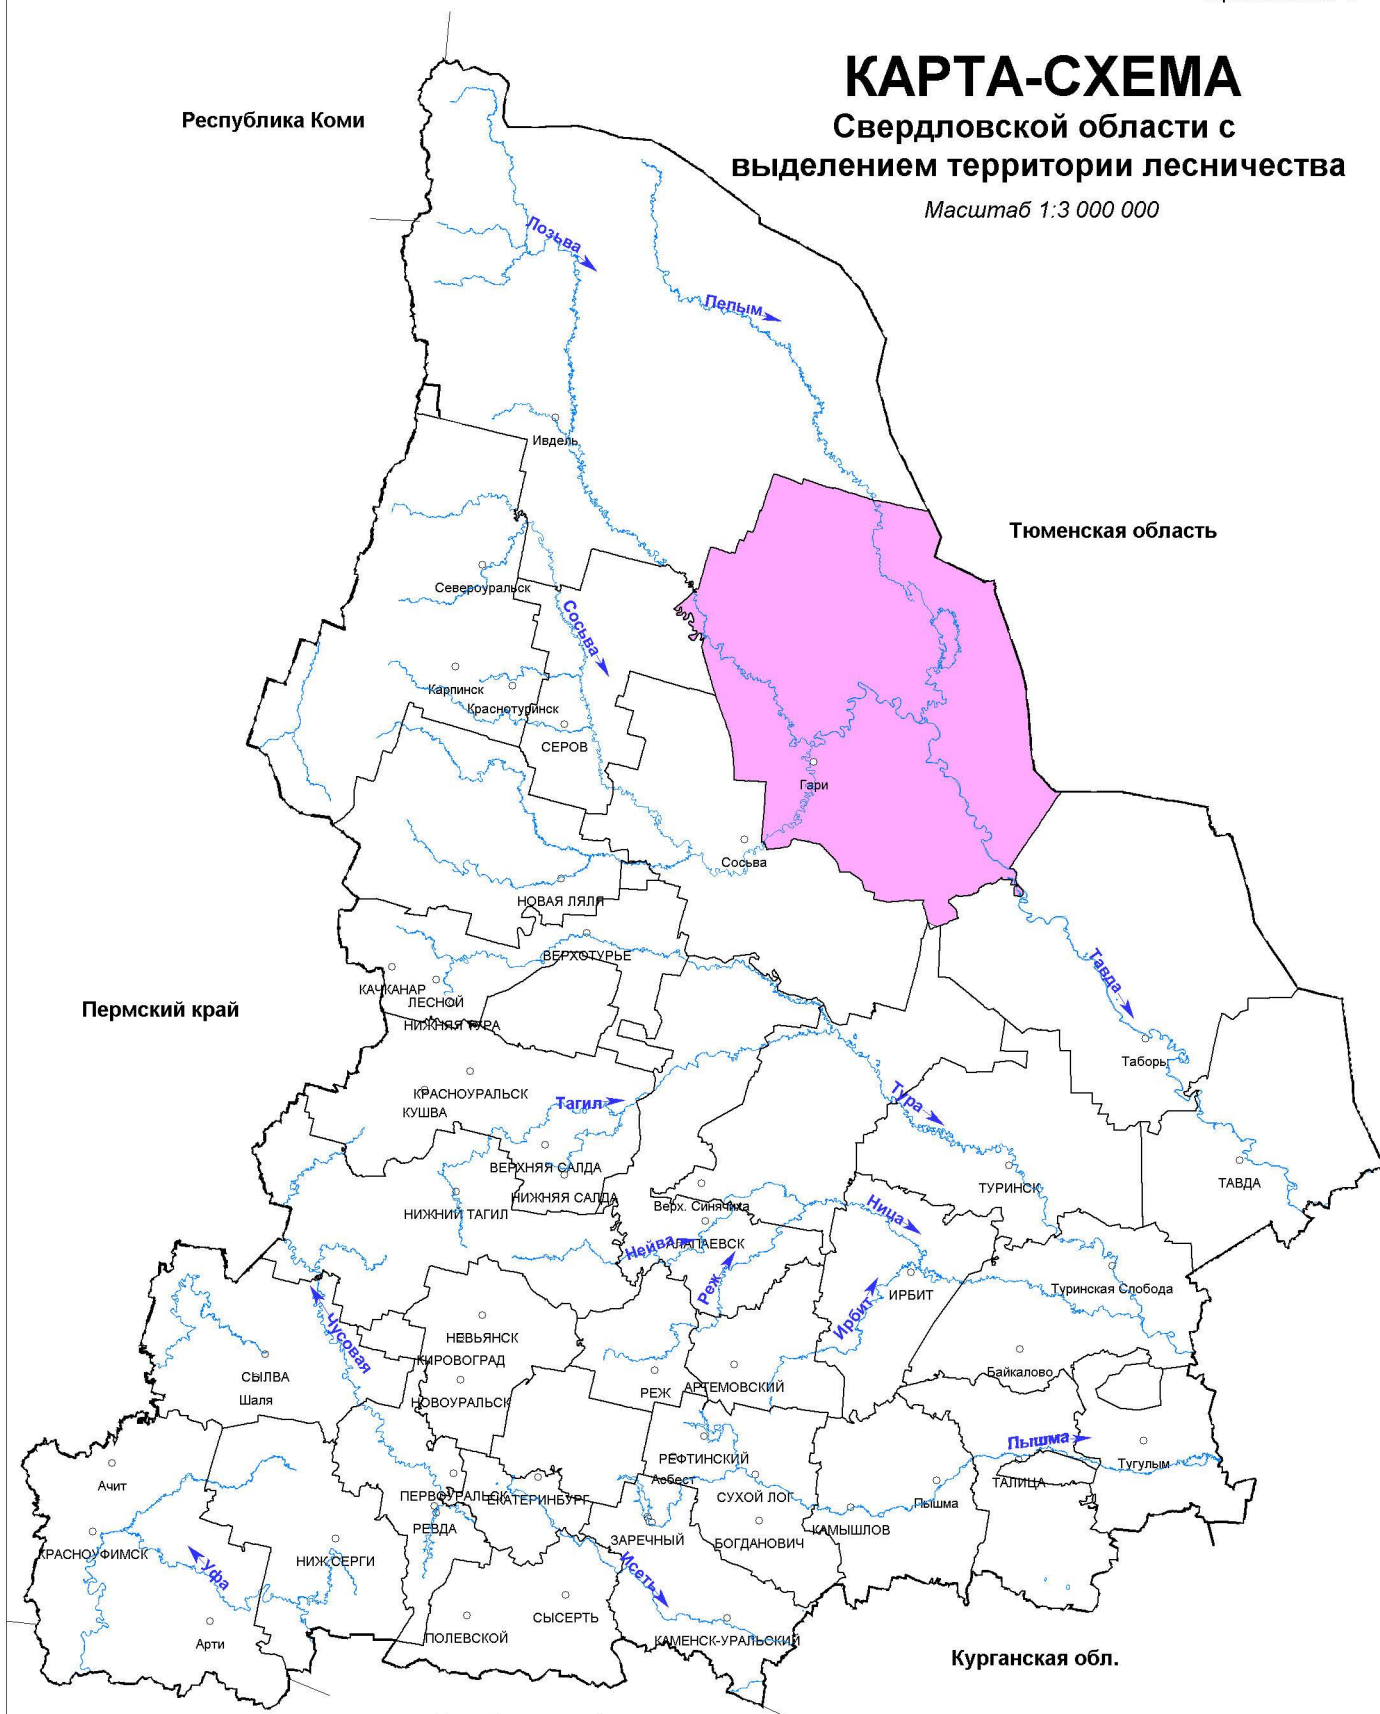 КАРТА-СХЕМА
Свердловской области с
выделением территории лесничества
Масштаб 1:3 000 000
Республика Коми
Лозьва
Пелым
Ивдель
Тюменская область
Североуральск
Сосьва
Карпинск
Краснотуринск
СЕРОВ
Гари
Сосьва
НОВАЯ ЛЯЛЯ
ВЕРХОТУРЬЕ
Тавда
КАЧКАНАР
ЛЕСНОЙ
Пермский край
НИЖНЯЯ ТУРА
Таборы
КРАСНОУРАЛЬСК
КУШВА
Тагил
Тура
ВЕРХНЯЯ САЛДА
ТУРИНСК
ТАВДА
НИЖНЯЯ САЛДА
НИЖНИЙ ТАГИЛ
Верх. Синячиха
Ница
Нейва
АЛАПАЕВСК
Реж
ИРБИТ
Туринская Слобода
Ирбит
Чусовая
НЕВЬЯНСК
КИРОВОГРАД
СЫЛВА
Шаля
НОВОУРАЛЬСК
РЕЖ
АРТЕМОВСКИЙ
Байкалово
Пышма
Тугулым
РЕФТИНСКИЙ
Асбест
ТАЛИЦА
Ачит
ПЕРВОУРАЛЬСК
ЕКАТЕРИНБУРГ
СУХОЙ ЛОГ
Пышма
РЕВДА
КАМЫШЛОВ
ЗАРЕЧНЫЙ
БОГДАНОВИЧ
КРАСНОУФИМСК
НИЖ.СЕРГИ
Уфа
Исеть
СЫСЕРТЬ
Арти
ПОЛЕВСКОЙ
КАМЕНСК-УРАЛЬСКИЙ
Курганская обл.